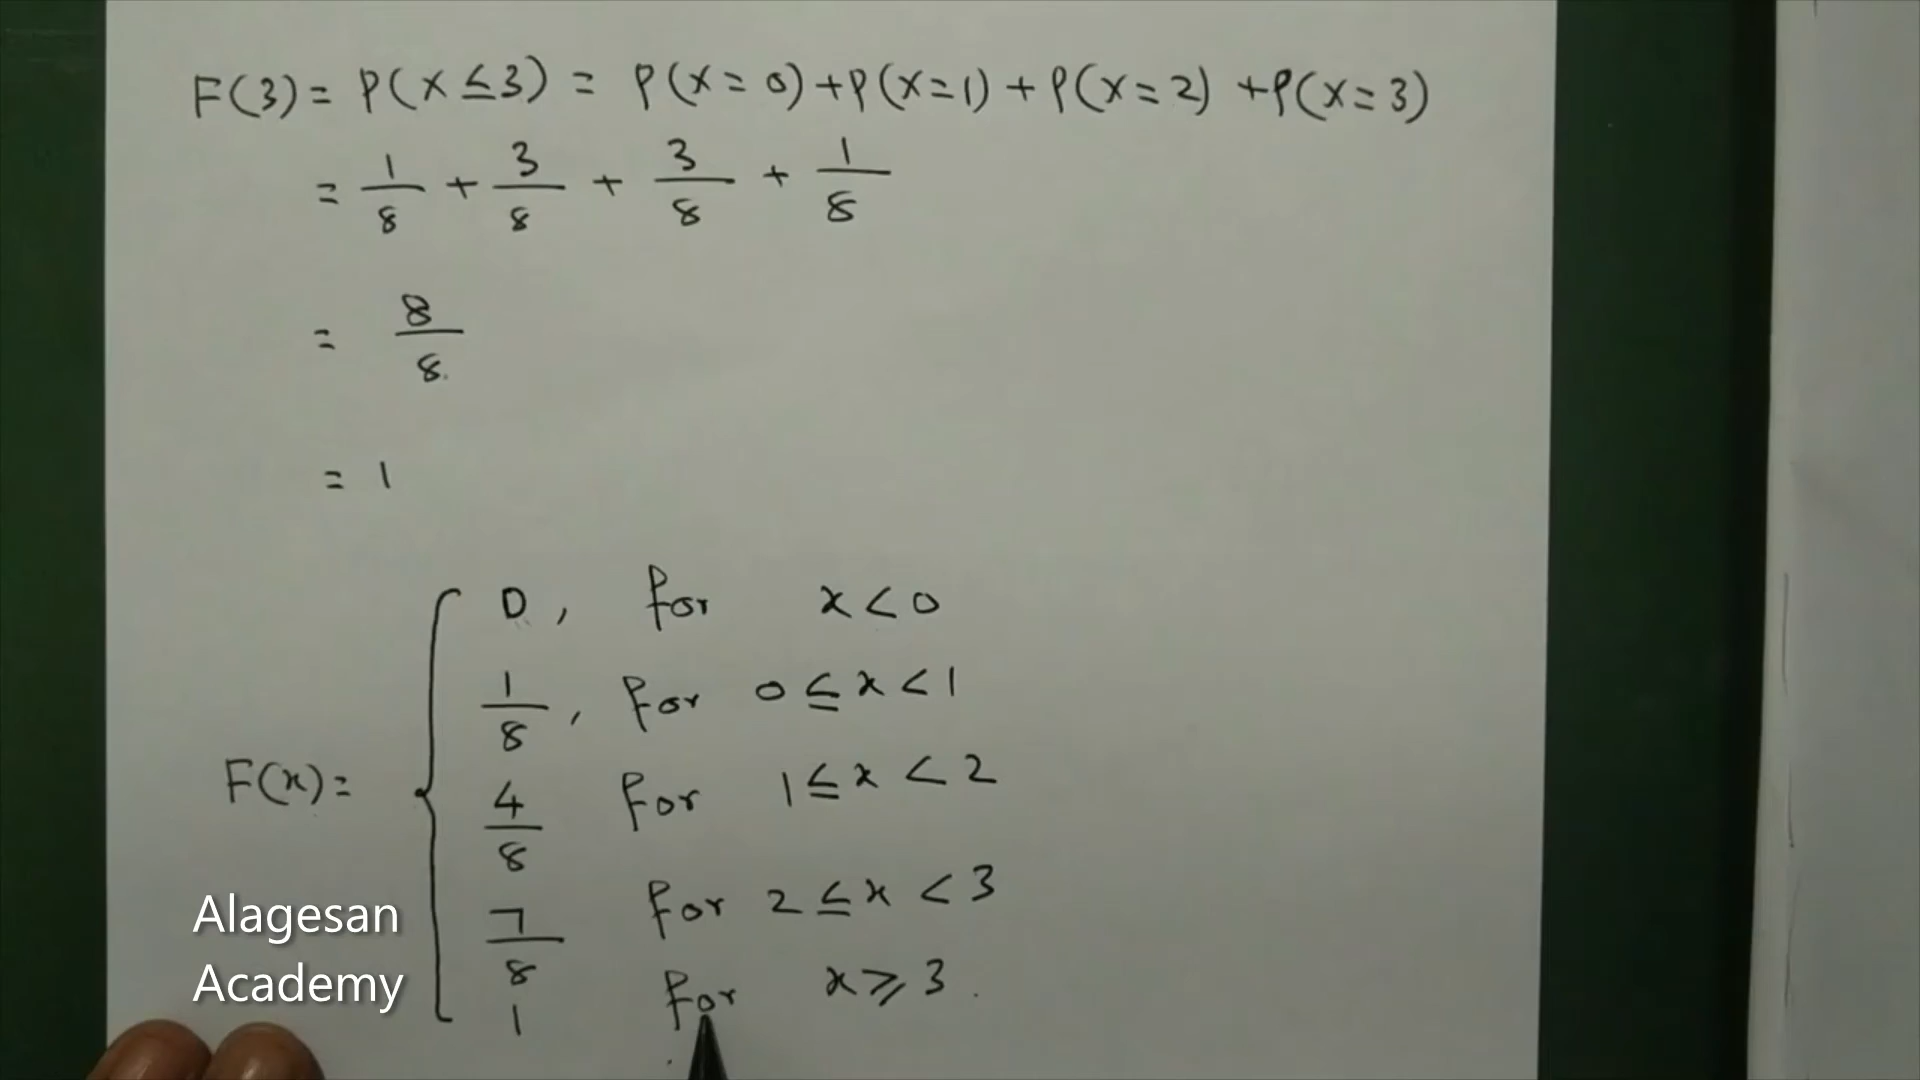 F(3) = P(X ≤ 3) = P(X = 0) + P(X = 1) + P(X = 2) + P(X = 3)
= 1/8 + 3/8 + 3/8 + 1/8
= 8/8
= 1
F(x) = { 0, for x < 0
1/8, for 0 ≤ x < 1
4/8 for 1 ≤ x < 2
7/8 for 2 ≤ x < 3
1 for x ≥ 3.
Alagesan
Academy